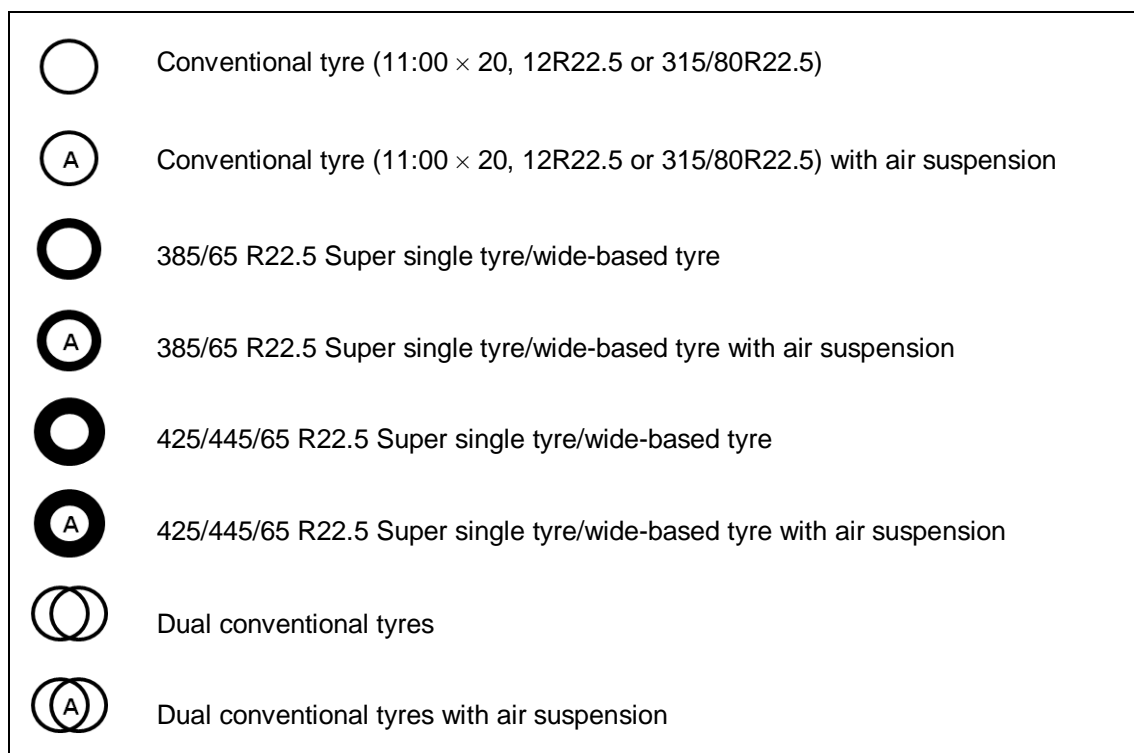 Conventional tyre (11:00 × 20, 12R22.5 or 315/80R22.5)
A Conventional tyre (11:00 × 20, 12R22.5 or 315/80R22.5) with air suspension
385/65 R22.5 Super single tyre/wide-based tyre
A 385/65 R22.5 Super single tyre/wide-based tyre with air suspension
425/445/65 R22.5 Super single tyre/wide-based tyre
A 425/445/65 R22.5 Super single tyre/wide-based tyre with air suspension
Dual conventional tyres
A Dual conventional tyres with air suspension